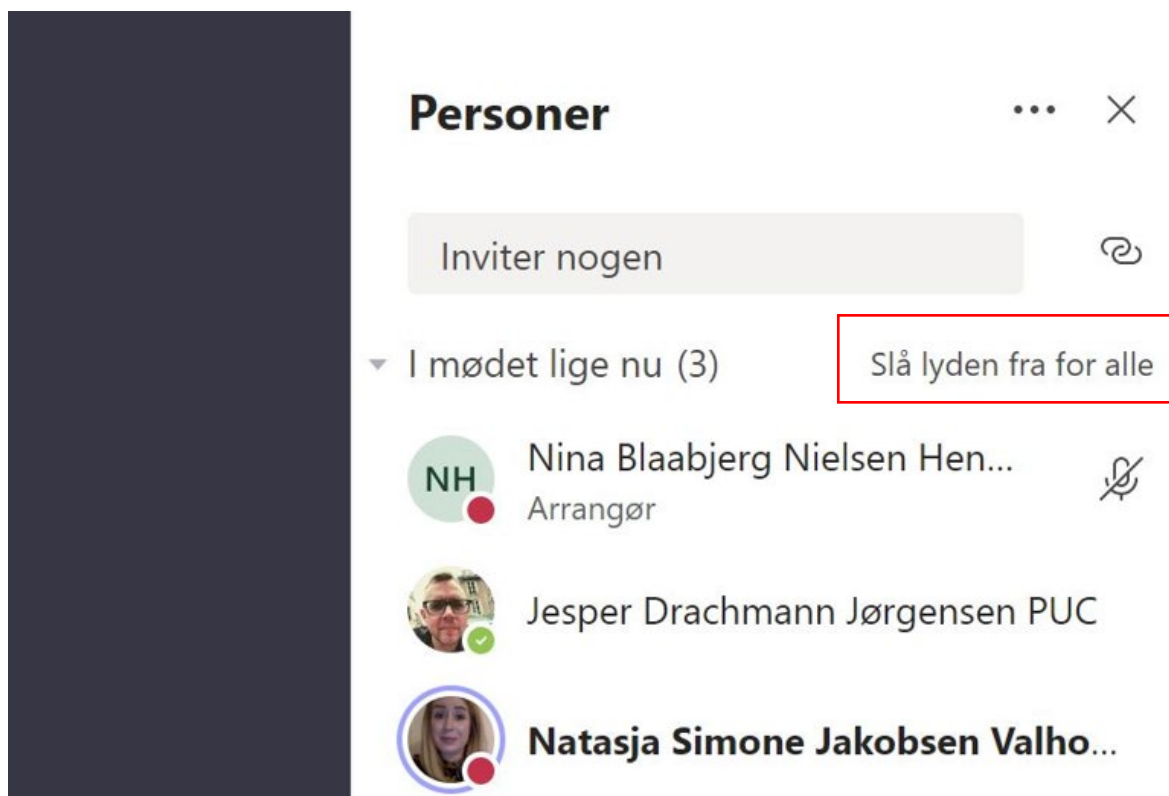 Personer
Inviter nogen
I mødet lige nu (3)
Slå lyden fra for alle
NH
Nina Blaabjerg Nielsen Hen...
Arrangør
Jesper Drachmann Jørgensen PUC
Natasja Simone Jakobsen Valho...